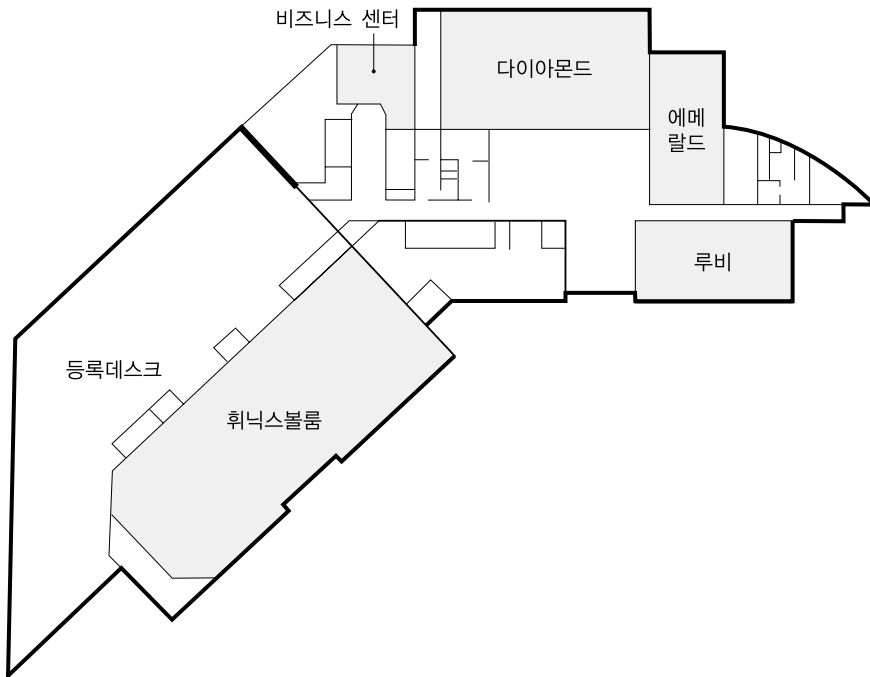 비즈니스 센터
다이아몬드
에메
랄드
루비
등록데스크
휘닉스볼룸